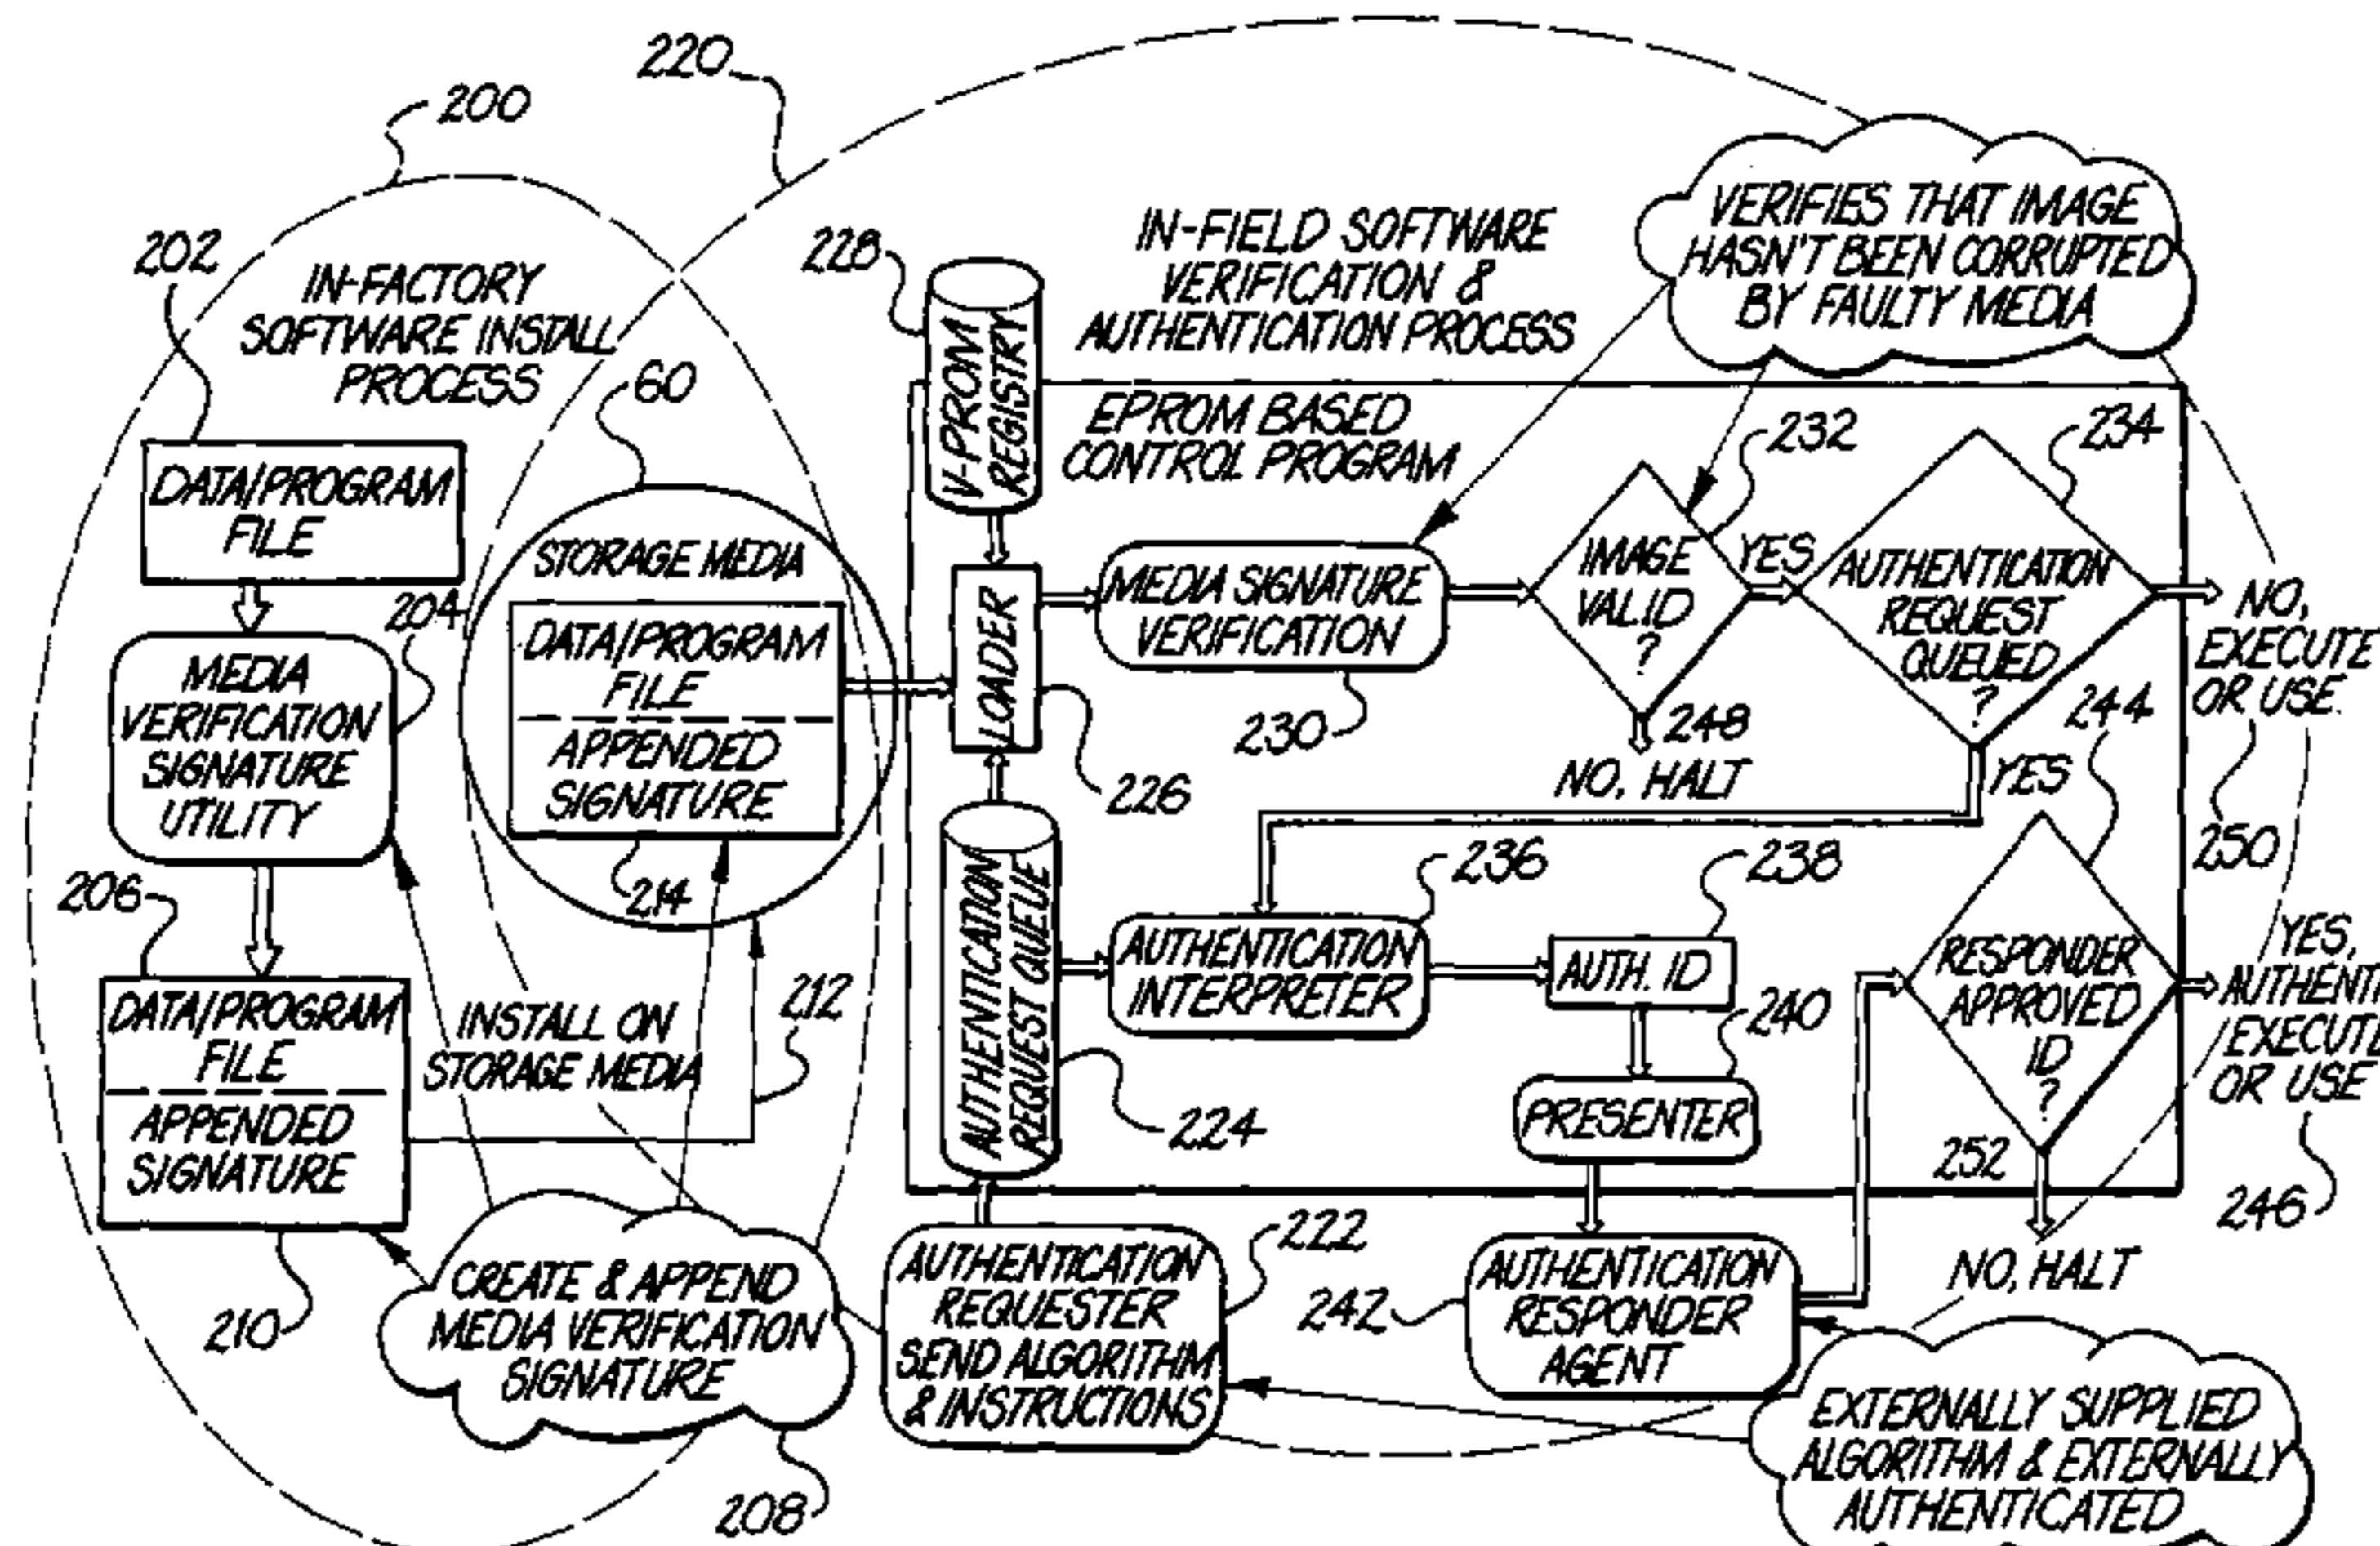 200
220
202
IN-FACTORY
SOFTWARE INSTALL
PROCESS
60
228
IN-FIELD SOFTWARE
VERIFICATION &
AUTHENTICATION PROCESS
VERIFIES THAT IMAGE
HASN'T BEEN CORRUPTED
BY FAULTY MEDIA
V-PROM
REGISTRY
EPROM BASED
CONTROL PROGRAM
232
234
DATA/PROGRAM
FILE
204
MEDIA
VERIFICATION
SIGNATURE
UTILITY
206
DATA/PROGRAM
FILE
APPENDED
SIGNATURE
210
STORAGE MEDIA
DATA/PROGRAM
FILE
APPENDED
SIGNATURE
214
INSTALL ON
STORAGE MEDIA
212
CREATE & APPEND
MEDIA VERIFICATION
SIGNATURE
208
LOADER
226
MEDIA SIGNATURE
VERIFICATION
230
IMAGE
VALID
?
YES
248
NO, HALT
AUTHENTICATION
REQUEST
QUEUED
?
YES
NO,
EXECUTE
OR USE
250
244
AUTHENTICATION
REQUEST QUEUE
224
236
AUTHENTICATION
INTERPRETER
238
AUTH. ID
240
PRESENTER
RESPONDER
APPROVED
ID
?
YES,
AUTHENTI
EXECUTE
OR USE
246
252
NO, HALT
222
AUTHENTICATION
REQUESTER
SEND ALGORITHM
& INSTRUCTIONS
242
AUTHENTICATION
RESPONDER
AGENT
EXTERNALLY SUPPLIED
ALGORITHM & EXTERNALLY
AUTHENTICATED